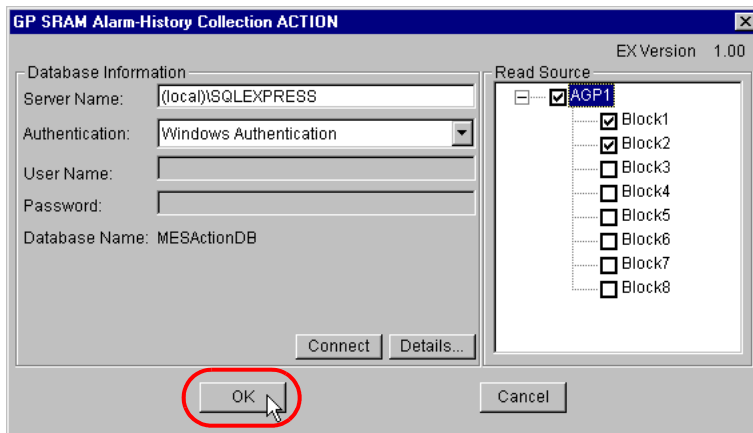 GP SRAM Alarm-History Collection ACTION
EX Version 1.00
Database Information
Server Name: (local)\SQLEXPRESS
Authentication: Windows Authentication
User Name:
Password:
Database Name: MESActionDB
Connect Details...
Read Source
AGP1
Block1
Block2
Block3
Block4
Block5
Block6
Block7
Block8
OK Cancel